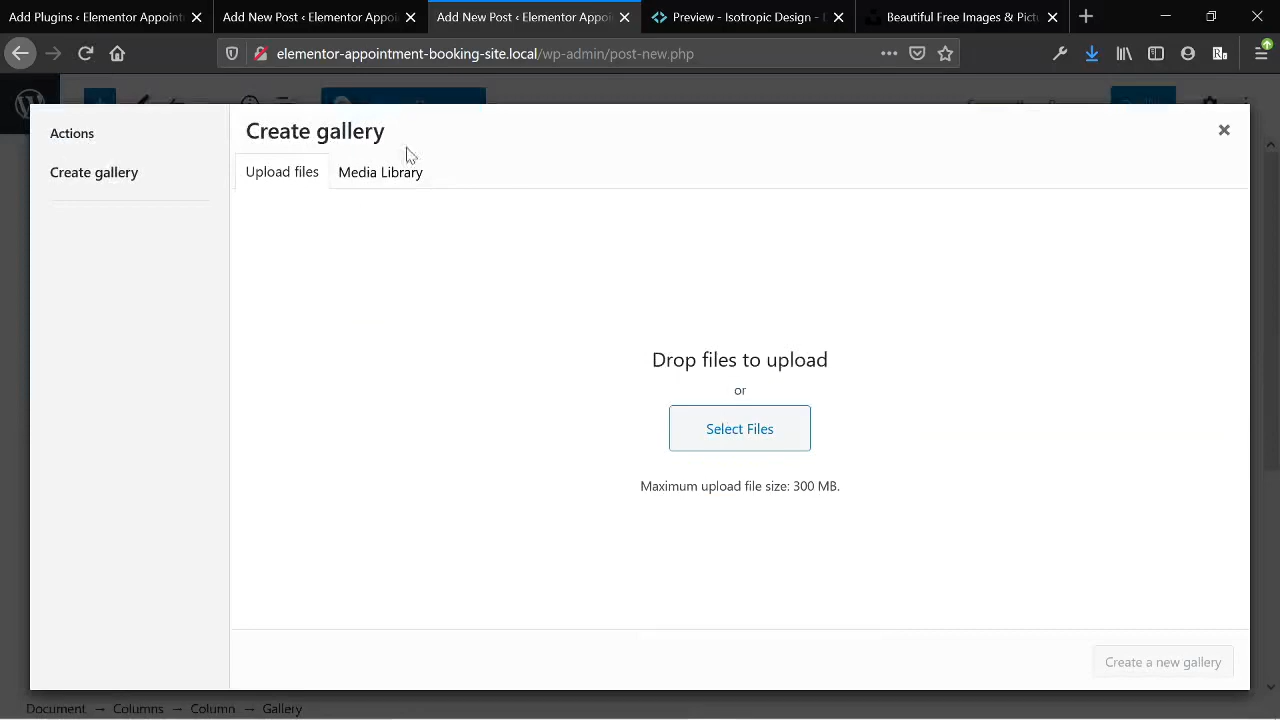 Add Plugins ‹ Elementor Appoint
Add New Post ‹ Elementor Appoi
Add New Post ‹ Elementor Appoi
Preview - Isotropic Design -
Beautiful Free Images & Pict
elementor-appointment-booking-site.local/wp-admin/post-new.php
Actions
Create gallery
Create gallery
Upload files
Media Library
Drop files to upload
or
Select Files
Maximum upload file size: 300 MB.
Create a new gallery
Document → Columns → Column → Gallery